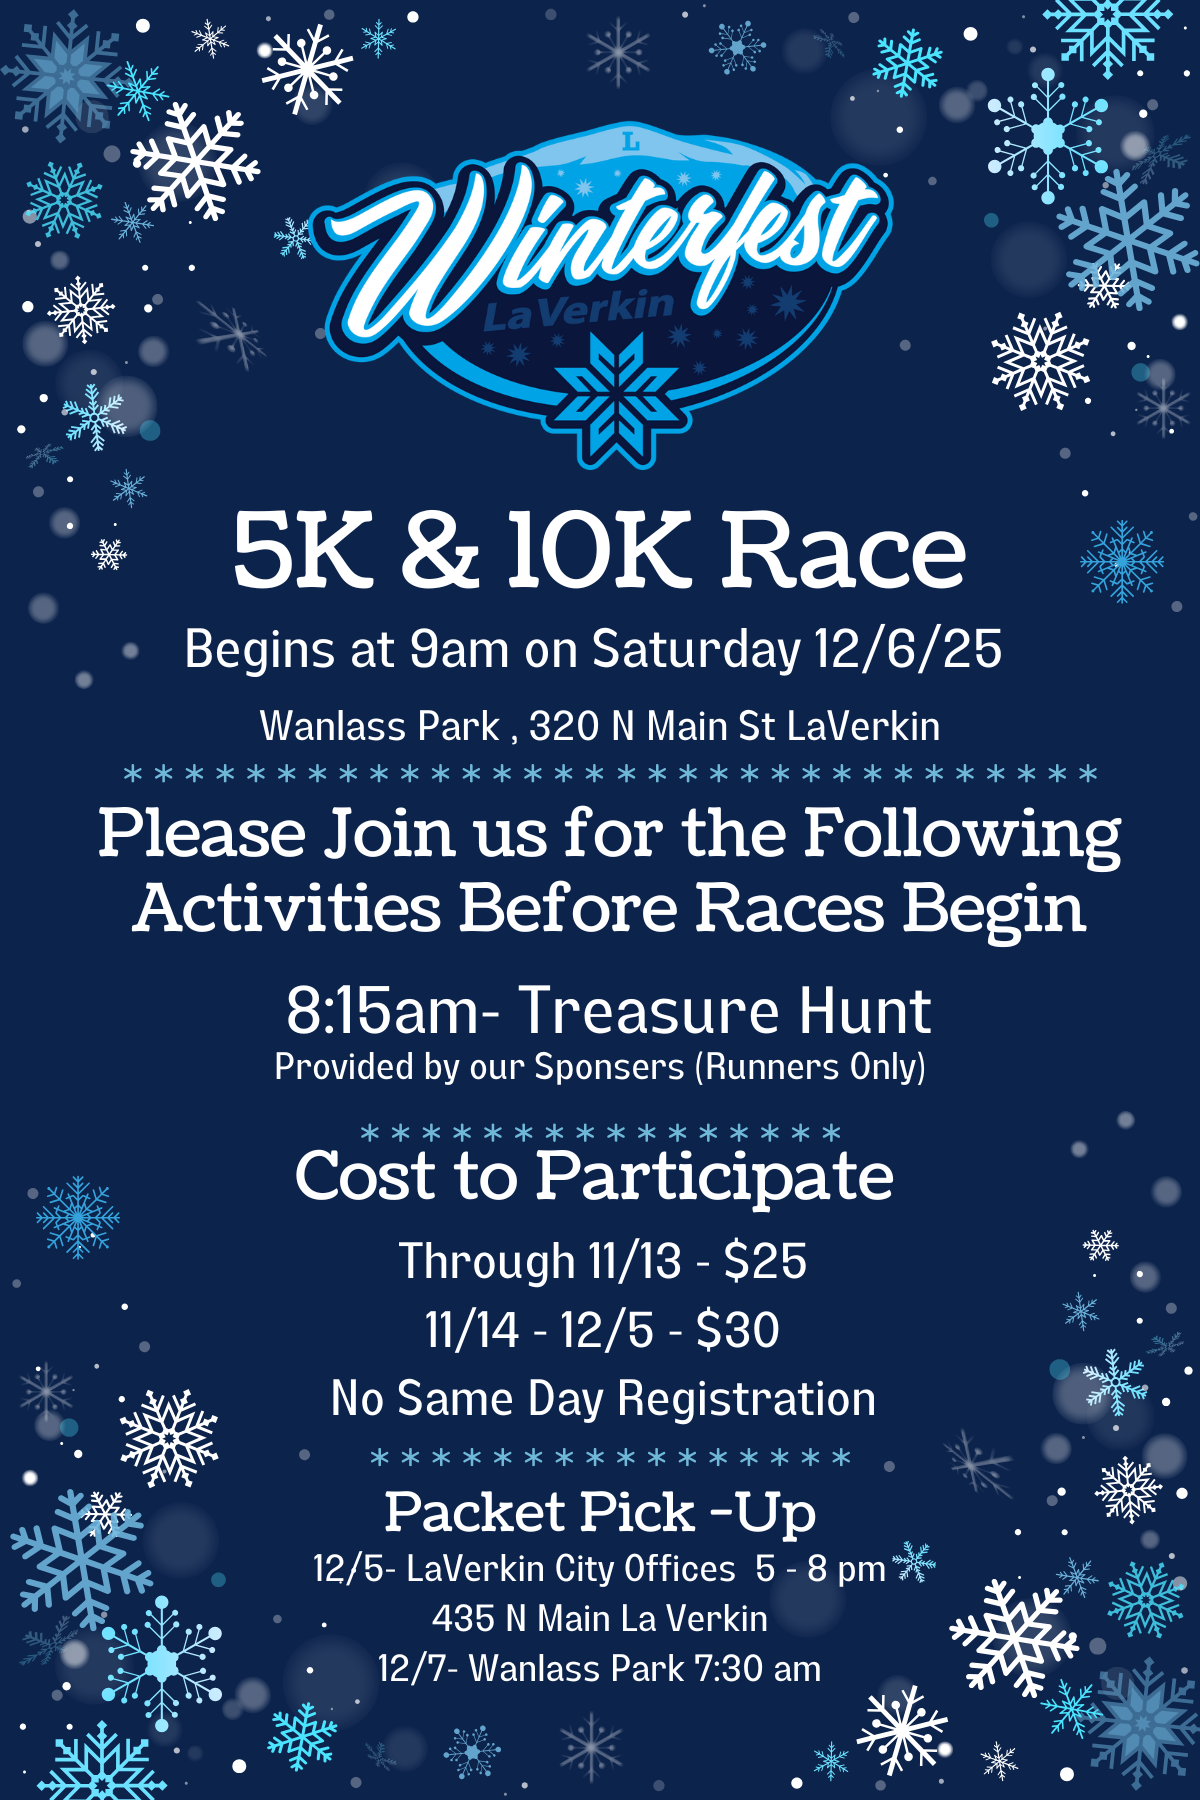 L
Winterfest
LaVerkin
5K & 10K Race
Begins at 9am on Saturday 12/6/25
Wanlass Park , 320 N Main St LaVerkin
* * * * * * * * * * * * * * * * * * * * * * * * * * * * * * * *
Please Join us for the Following
Activities Before Races Begin
8:15am- Treasure Hunt
Provided by our Sponsers (Runners Only)
* * * * * * * * * * * * * * * *
Cost to Participate
Through 11/13 - $25
11/14 - 12/5 - $30
No Same Day Registration
* * * * * * * * * * * * * * * *
Packet Pick -Up
12/5- LaVerkin City Offices 5 - 8 pm
435 N Main La Verkin
12/7- Wanlass Park 7:30 am